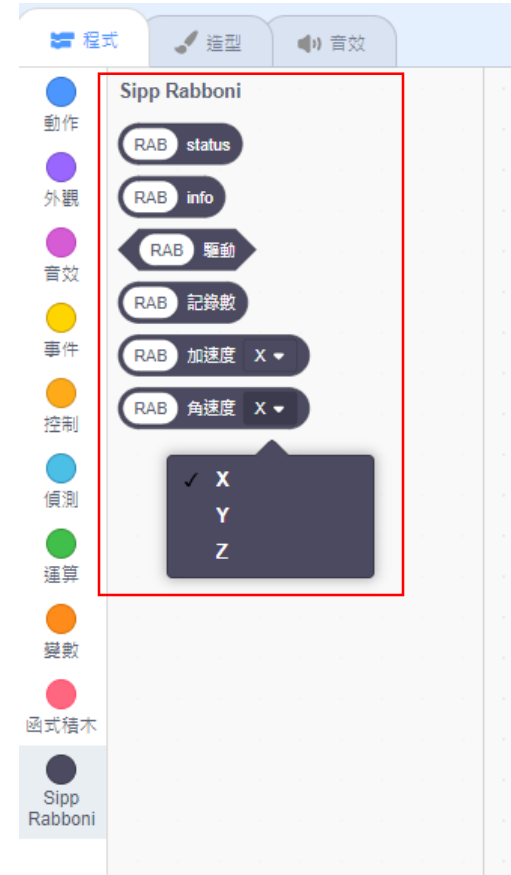 程式
造型
音效
動作
外觀
音效
事件
控制
偵測
運算
變數
函式積木
Sipp
Rabboni
Sipp Rabboni
RAB status
RAB info
RAB 驅動
RAB 記錄數
RAB 加速度 X
RAB 角速度 X
✓ X
Y
Z